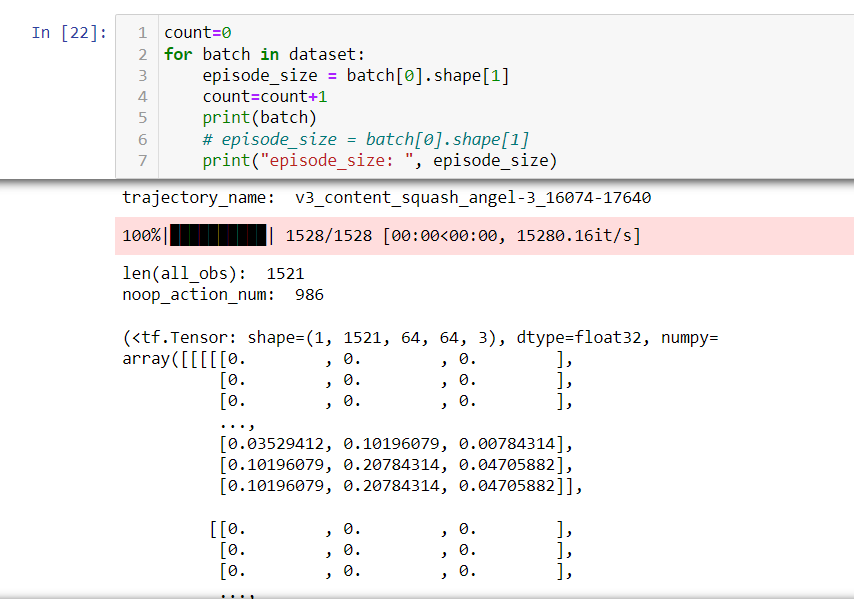 In [22]:
1 count=0
2 for batch in dataset:
3     episode_size = batch[0].shape[1]
4     count=count+1
5     print(batch)
6     # episode_size = batch[0].shape[1]
7     print("episode_size: ", episode_size)
trajectory_name:  v3_content_squash_angel-3_16074-17640
100%|██████████| 1528/1528 [00:00<00:00, 15280.16it/s]
len(all_obs):  1521
noop_action_num:  986
(<tf.Tensor: shape=(1, 1521, 64, 64, 3), dtype=float32, numpy=
array([[[[[0.        , 0.        , 0.        ],
          [0.        , 0.        , 0.        ],
          [0.        , 0.        , 0.        ],
          ...,
          [0.03529412, 0.10196079, 0.00784314],
          [0.10196079, 0.20784314, 0.04705882],
          [0.10196079, 0.20784314, 0.04705882]],
         [[0.        , 0.        , 0.        ],
          [0.        , 0.        , 0.        ],
          [0.        , 0.        , 0.        ],
          ...,